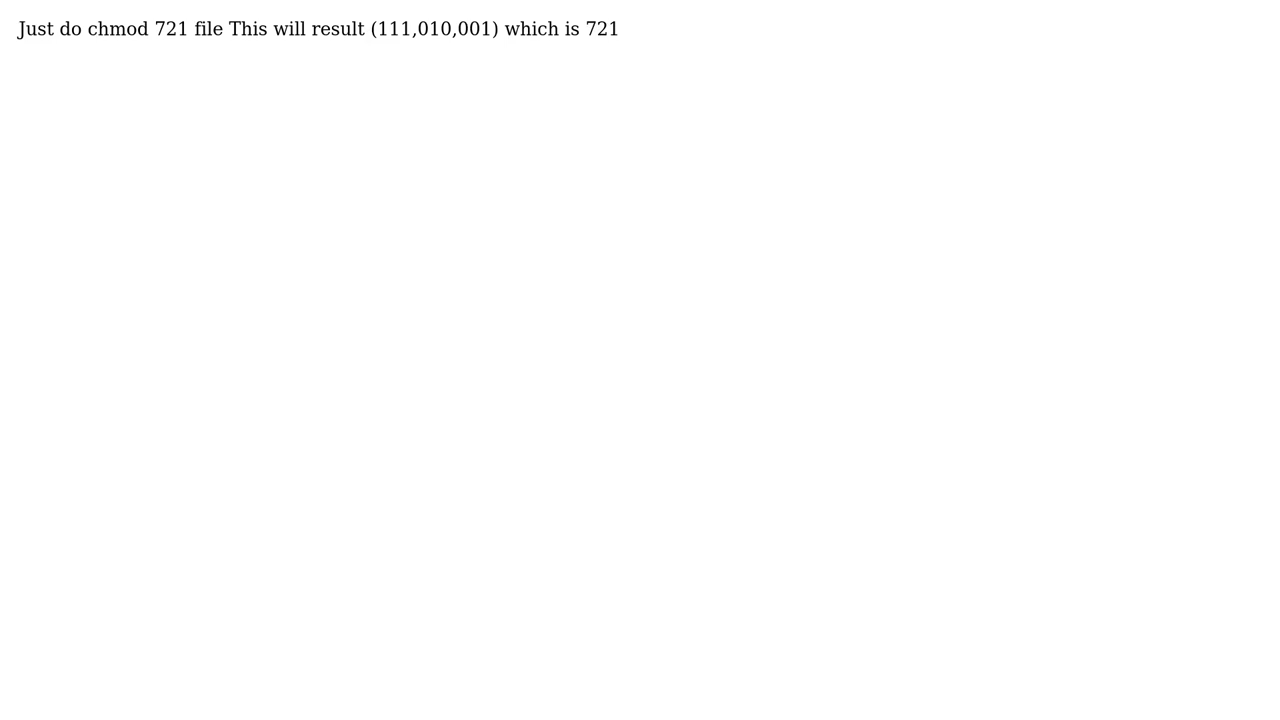 Just do chmod 721 file This will result (111,010,001) which is 721